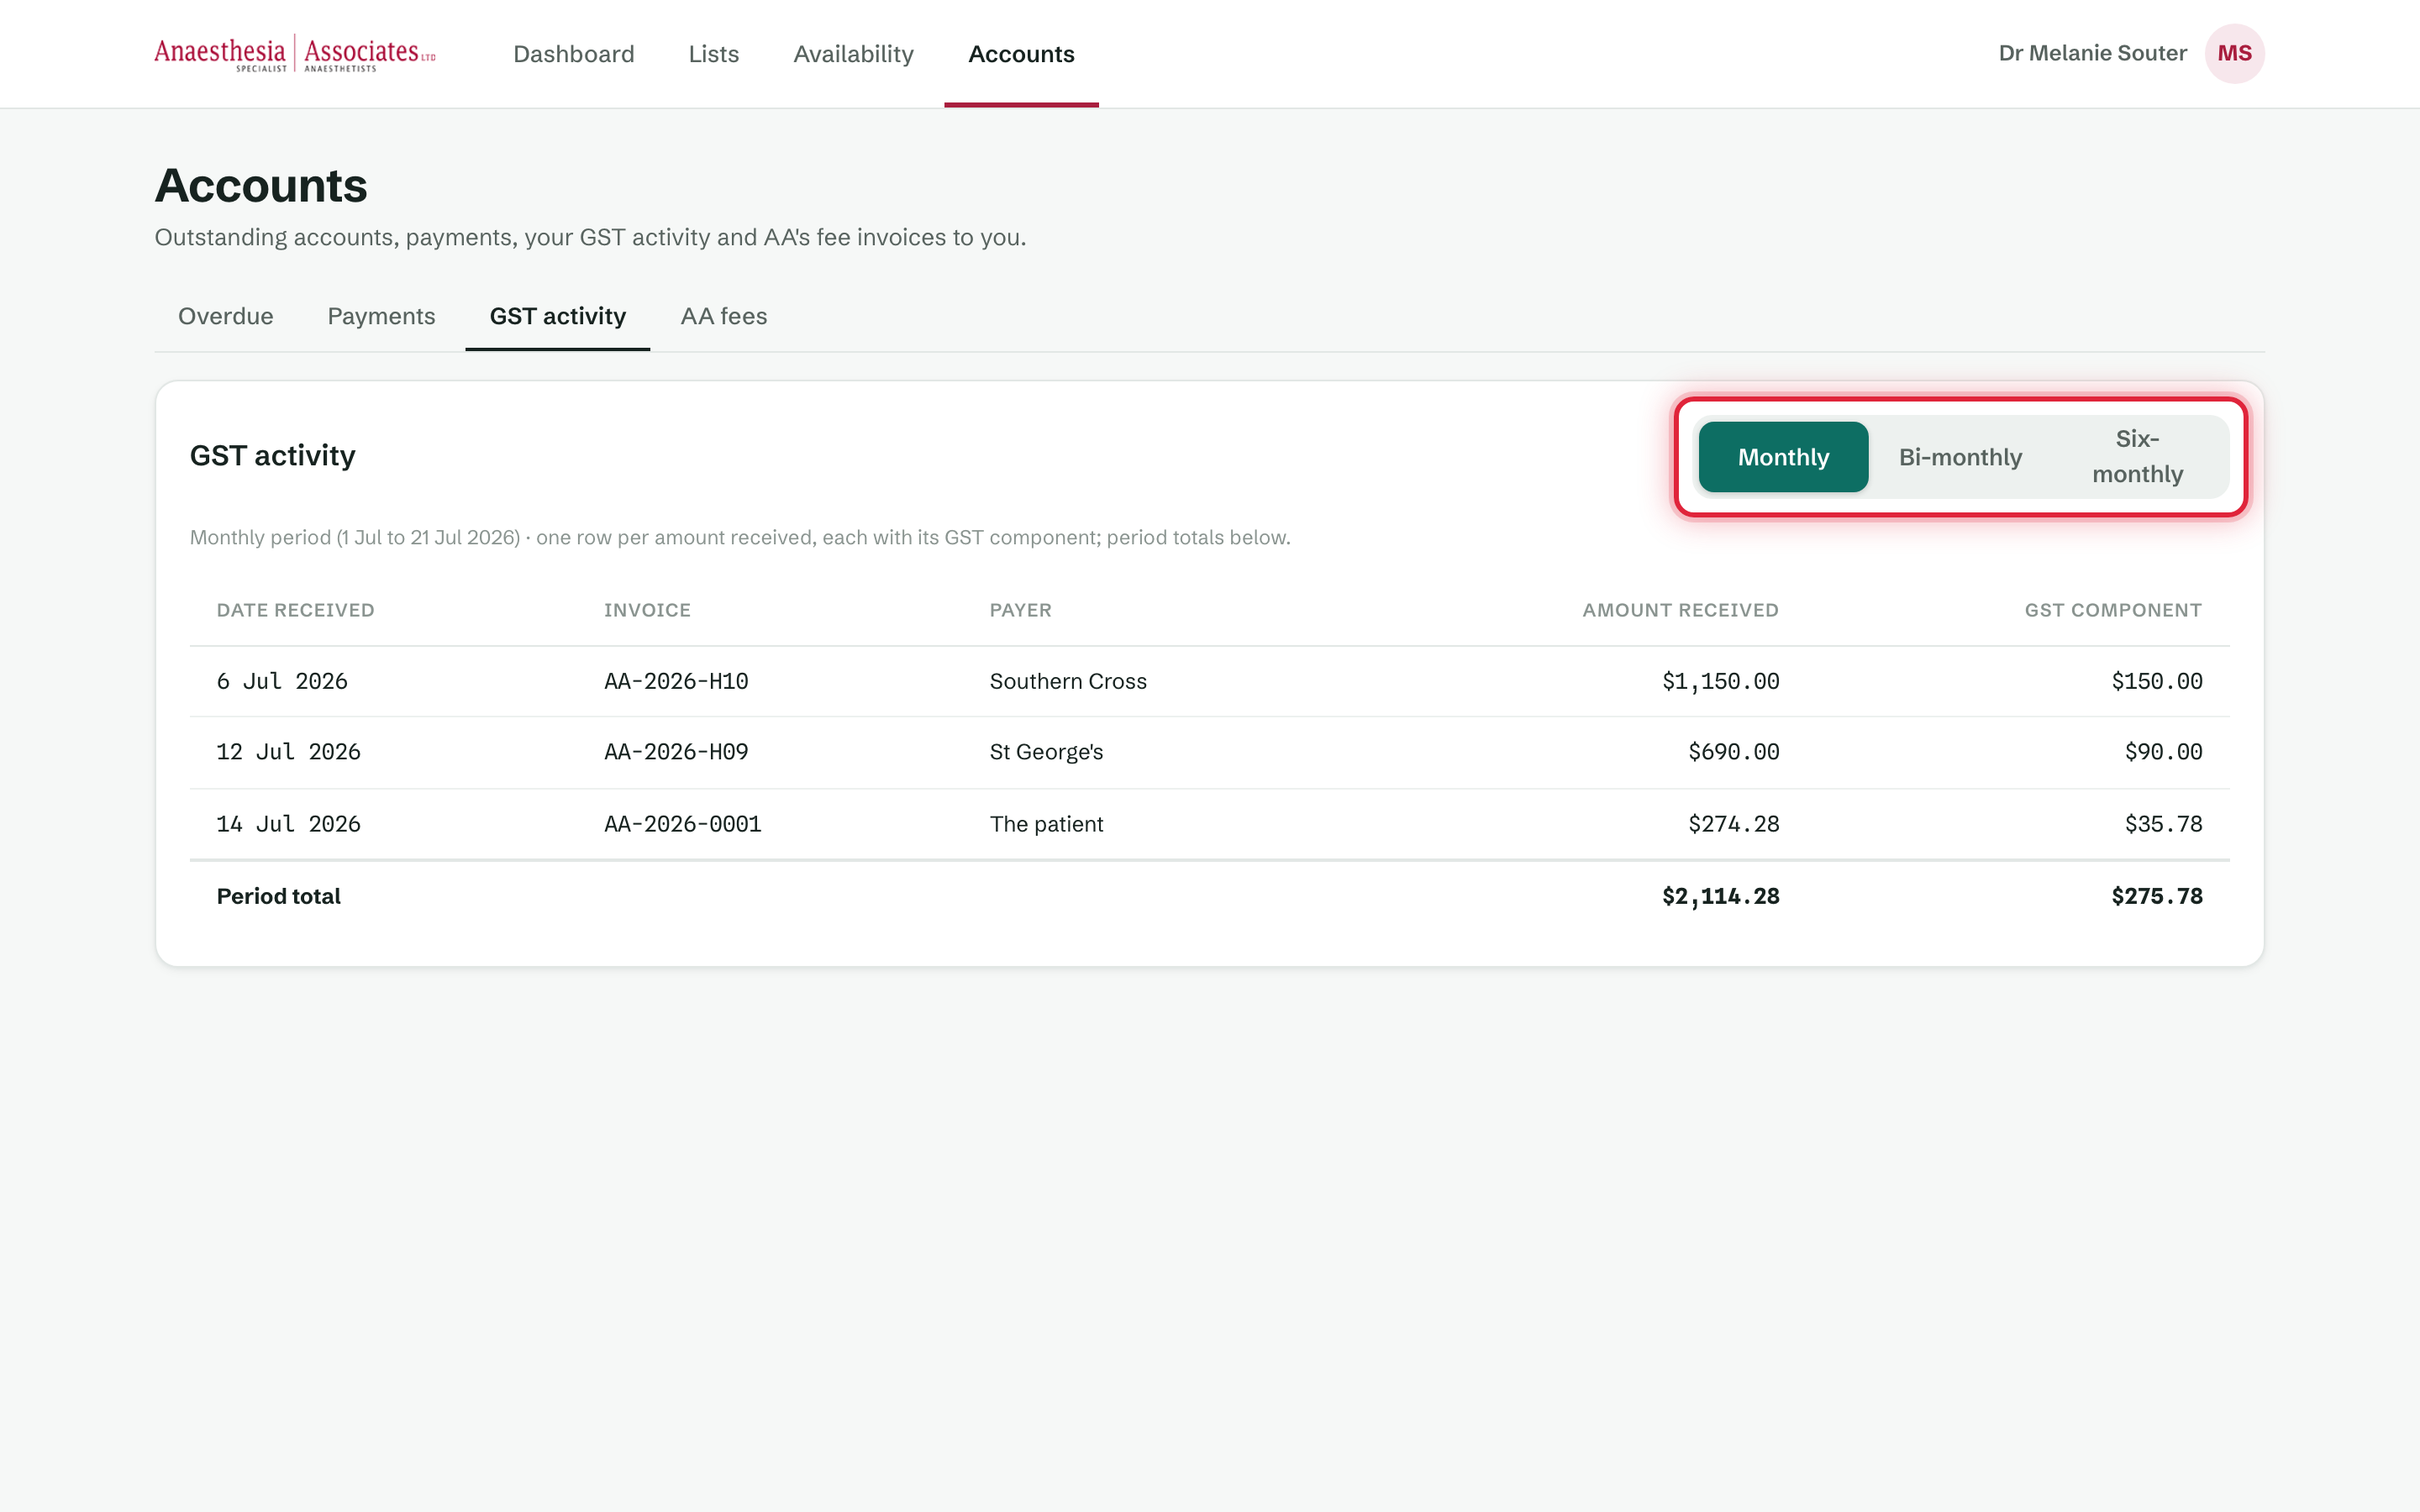 Anaesthesia | Associates LTD
SPECIALIST ANAESTHETISTS
Dashboard Lists Availability Accounts
Dr Melanie Souter MS
Accounts
Outstanding accounts, payments, your GST activity and AA's fee invoices to you.
Overdue Payments GST activity AA fees
GST activity
Monthly Bi-monthly Six-
monthly
Monthly period (1 Jul to 21 Jul 2026) · one row per amount received, each with its GST component; period totals below.
DATE RECEIVED INVOICE PAYER AMOUNT RECEIVED GST COMPONENT
6 Jul 2026 AA-2026-H10 Southern Cross $1,150.00 $150.00
12 Jul 2026 AA-2026-H09 St George's $690.00 $90.00
14 Jul 2026 AA-2026-0001 The patient $274.28 $35.78
Period total $2,114.28 $275.78